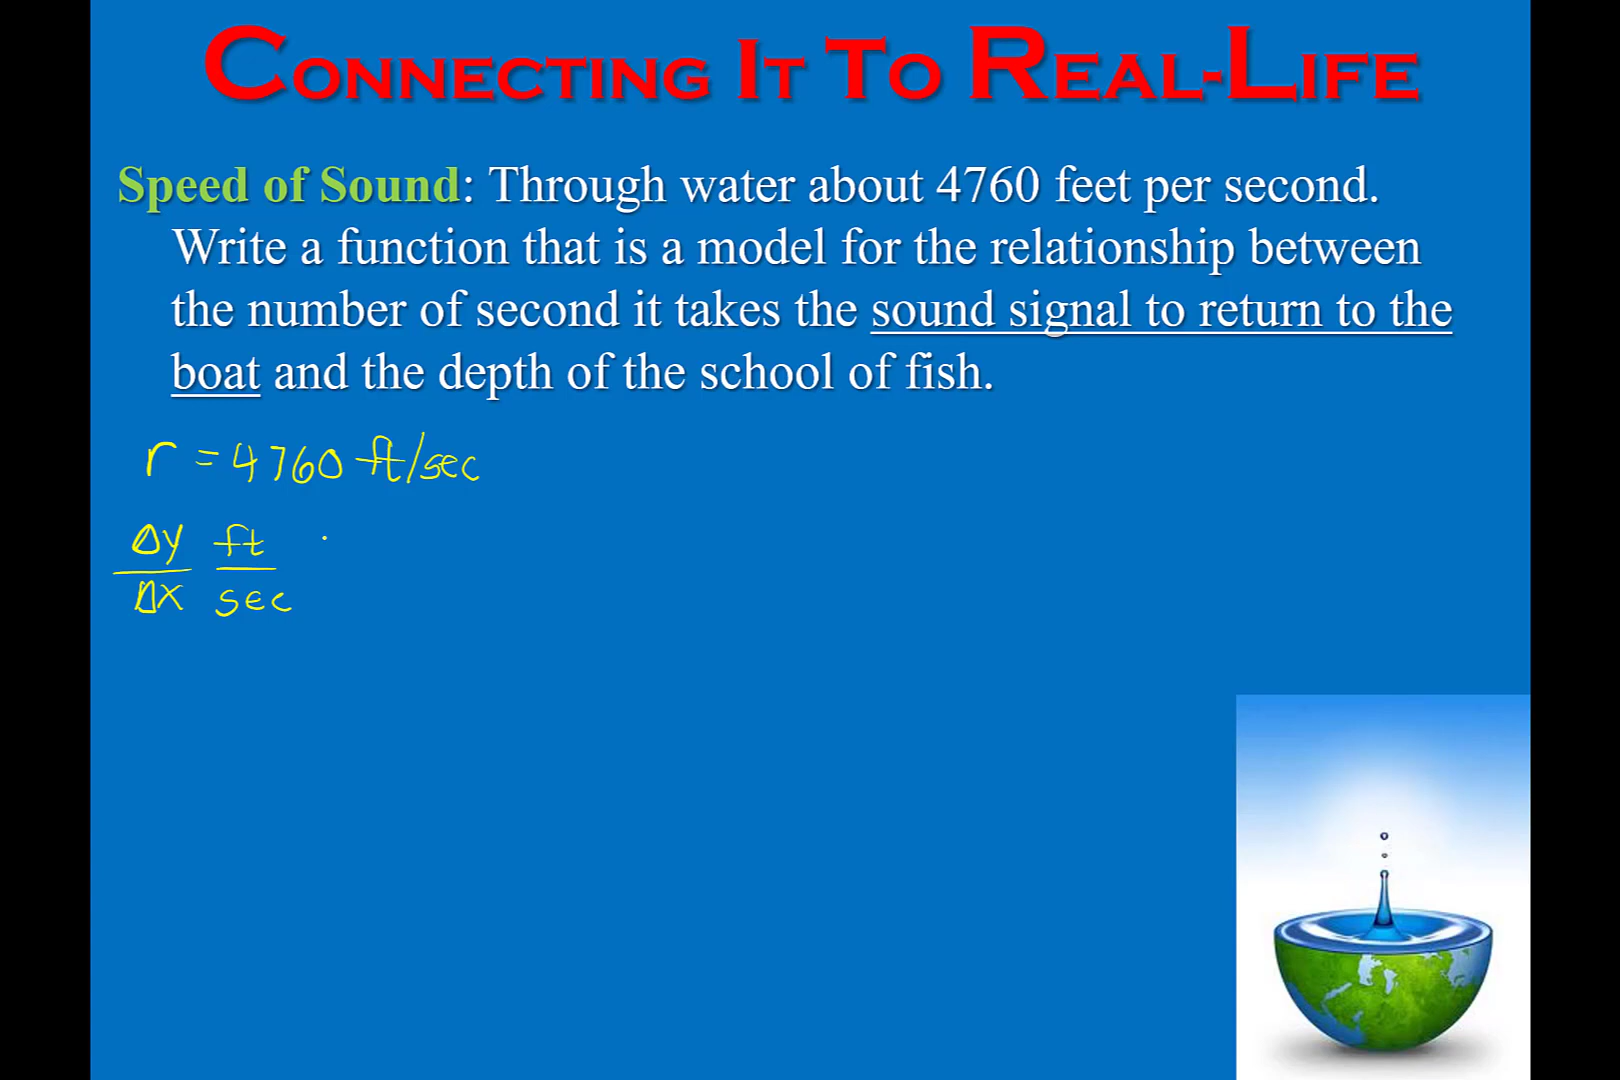 CONNECTING IT TO REAL-LIFE
Speed of Sound: Through water about 4760 feet per second.
Write a function that is a model for the relationship between
the number of second it takes the sound signal to return to the
boat and the depth of the school of fish.
r = 4760 ft/sec
Δy ft
Δx sec